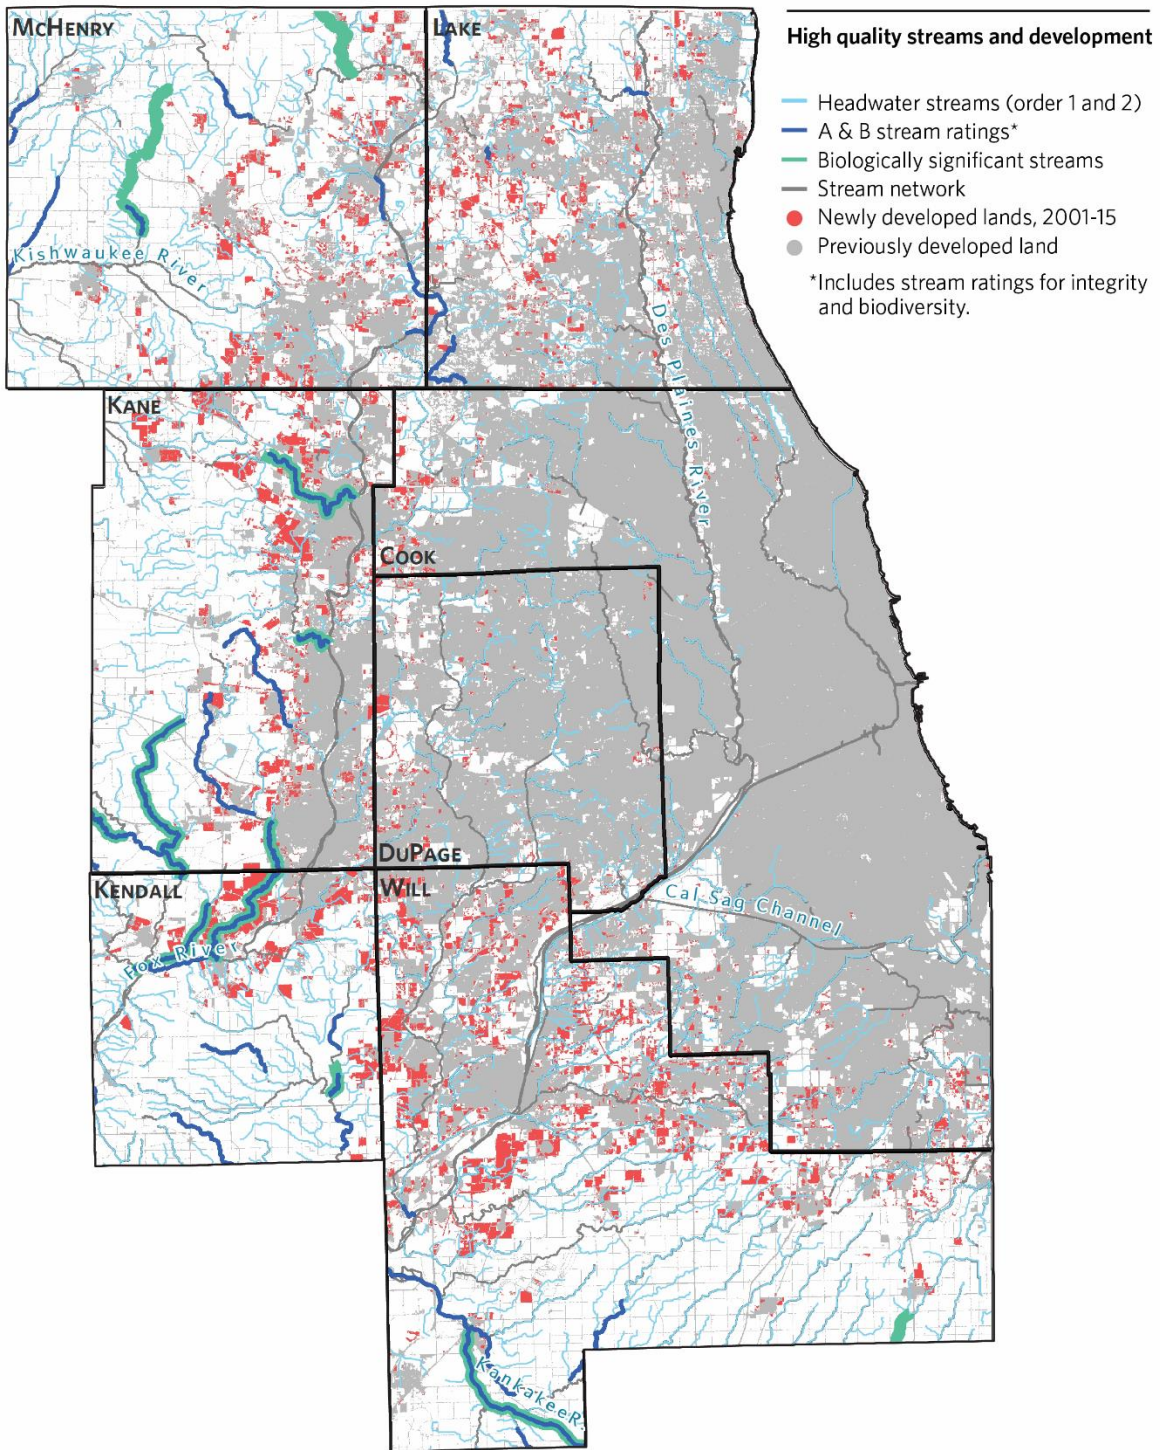 McHenry
Lake
High quality streams and development
Headwater streams (order 1 and 2)
A & B stream ratings*
Biologically significant streams
Stream network
Newly developed lands, 2001-15
Previously developed land
*Includes stream ratings for integrity
and biodiversity.
Kishwaukee River
Des Plaines River
Kane
Cook
DuPage
Kendall
Will
Cal Sag Channel
Fox River
Kankakee R.